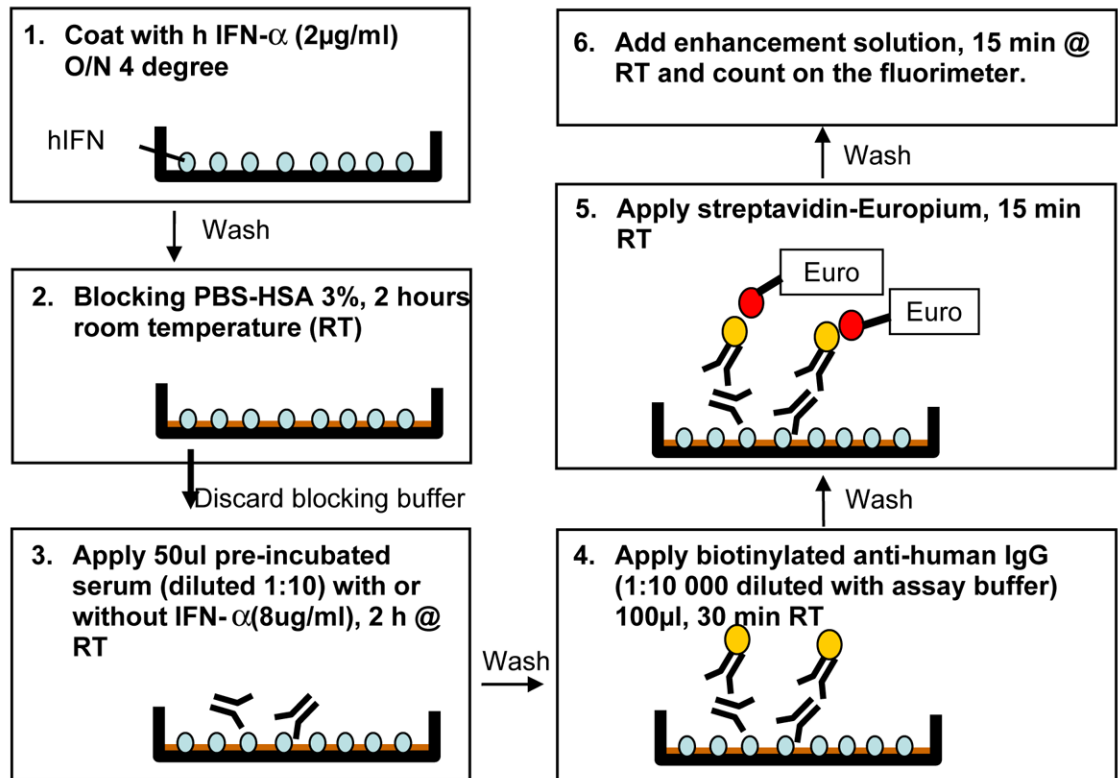 1. Coat with h IFN-α (2µg/ml)
O/N 4 degree
hIFN
Wash
2. Blocking PBS-HSA 3%, 2 hours
room temperature (RT)
Discard blocking buffer
3. Apply 50ul pre-incubated
serum (diluted 1:10) with or
without IFN- α(8ug/ml), 2 h @
RT
Wash
4. Apply biotinylated anti-human IgG
(1:10 000 diluted with assay buffer)
100µl, 30 min RT
Wash
5. Apply streptavidin-Europium, 15 min
RT
Euro
Euro
Wash
6. Add enhancement solution, 15 min @
RT and count on the fluorimeter.